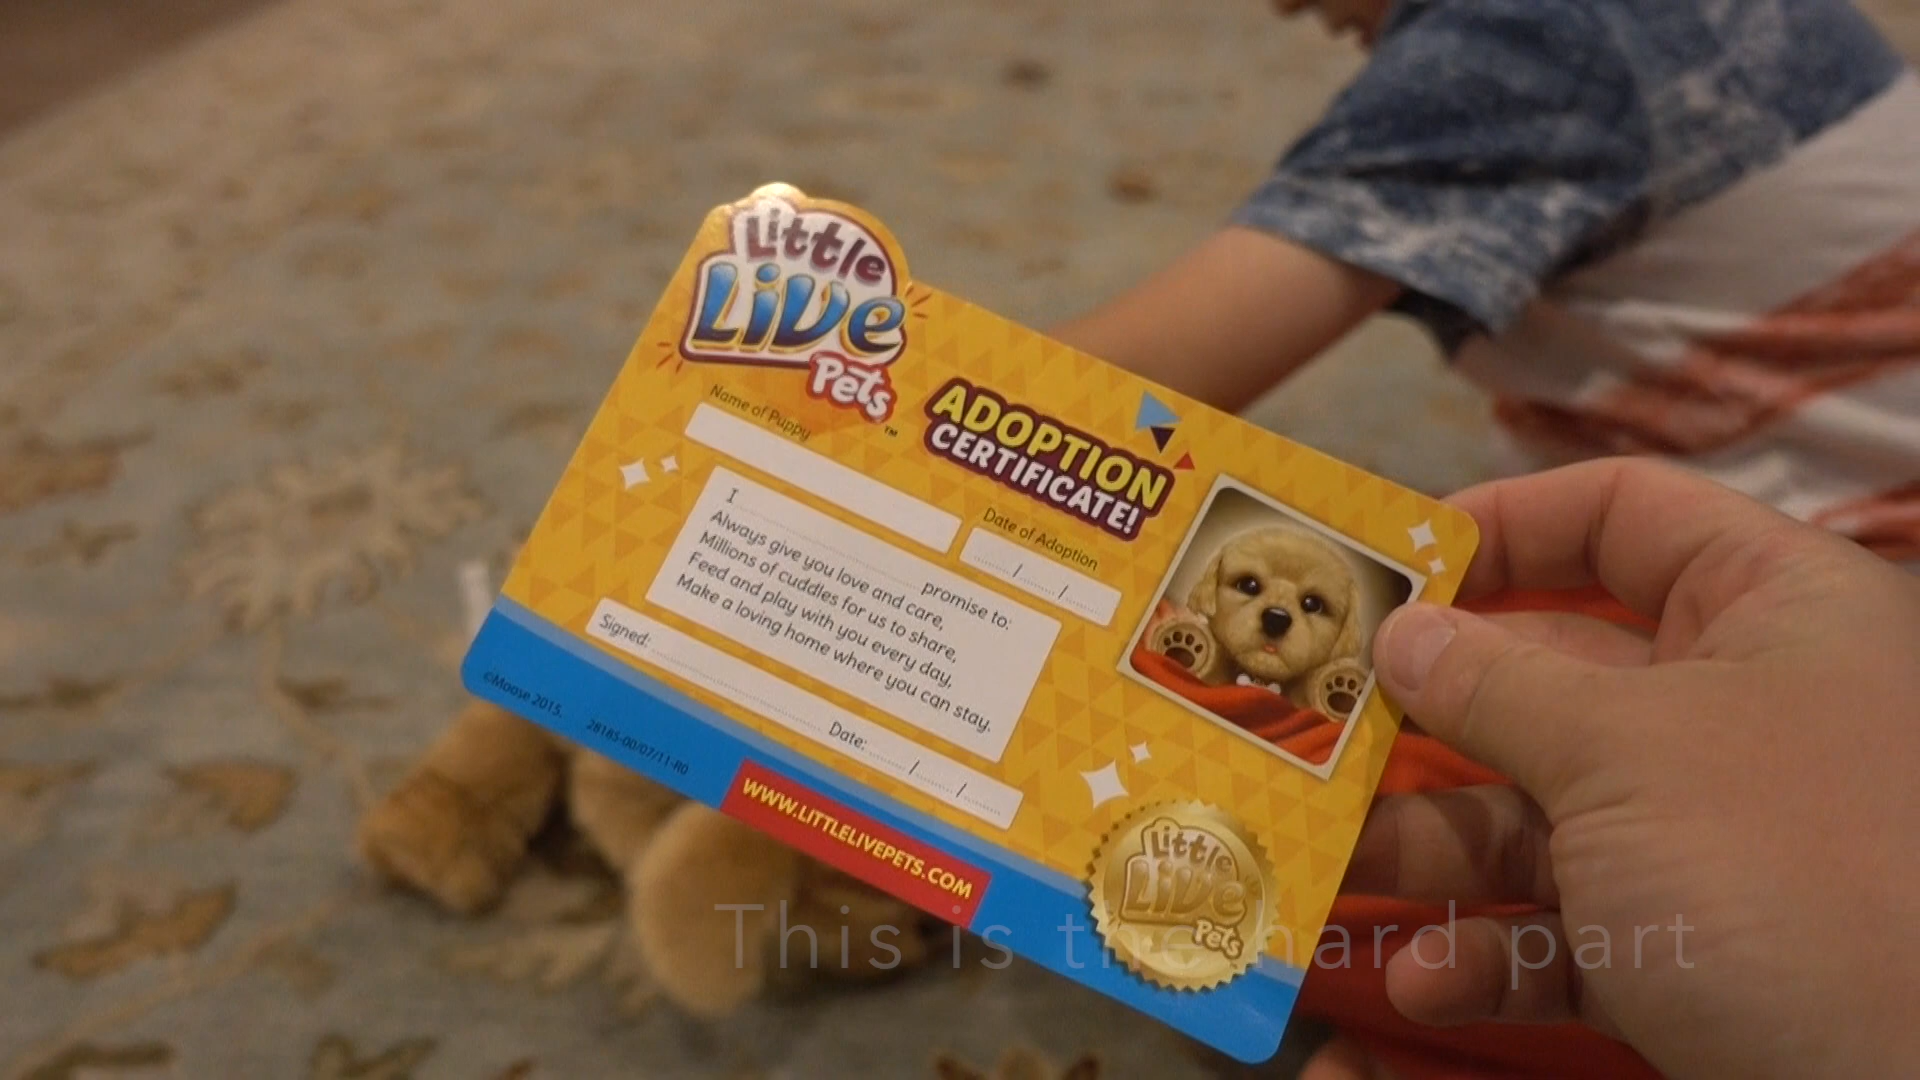 Little
Live
Pets™
ADOPTION
CERTIFICATE!
Name of Puppy
Date of Adoption
....../....../......
I .............................. promise to:
Always give you love and care,
Millions of cuddles for us to share,
Feed and play with you every day,
Make a loving home where you can stay.
Signed: .............................. Date: ....../....../......
©Moose 2015.
28185-00/07/11-R0
WWW.LITTLELIVEPETS.COM
Little
Live
Pets
This is the hard part